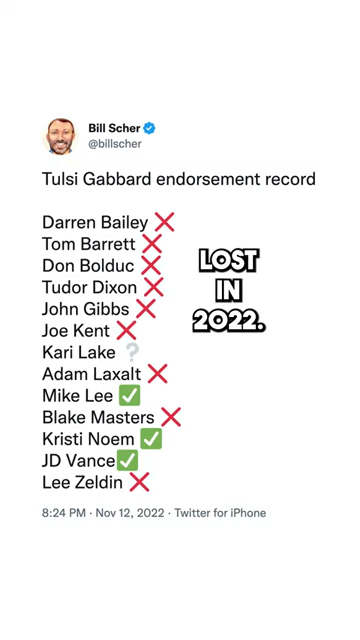 Bill Scher
@billscher
Tulsi Gabbard endorsement record
Darren Bailey ❌
Tom Barrett ❌
Don Bolduc ❌
Tudor Dixon ❌
John Gibbs ❌
Joe Kent ❌
Kari Lake ❔
Adam Laxalt ❌
Mike Lee ✅
Blake Masters ❌
Kristi Noem ✅
JD Vance✅
Lee Zeldin ❌
LOST
IN
2022.
8:24 PM · Nov 12, 2022 · Twitter for iPhone